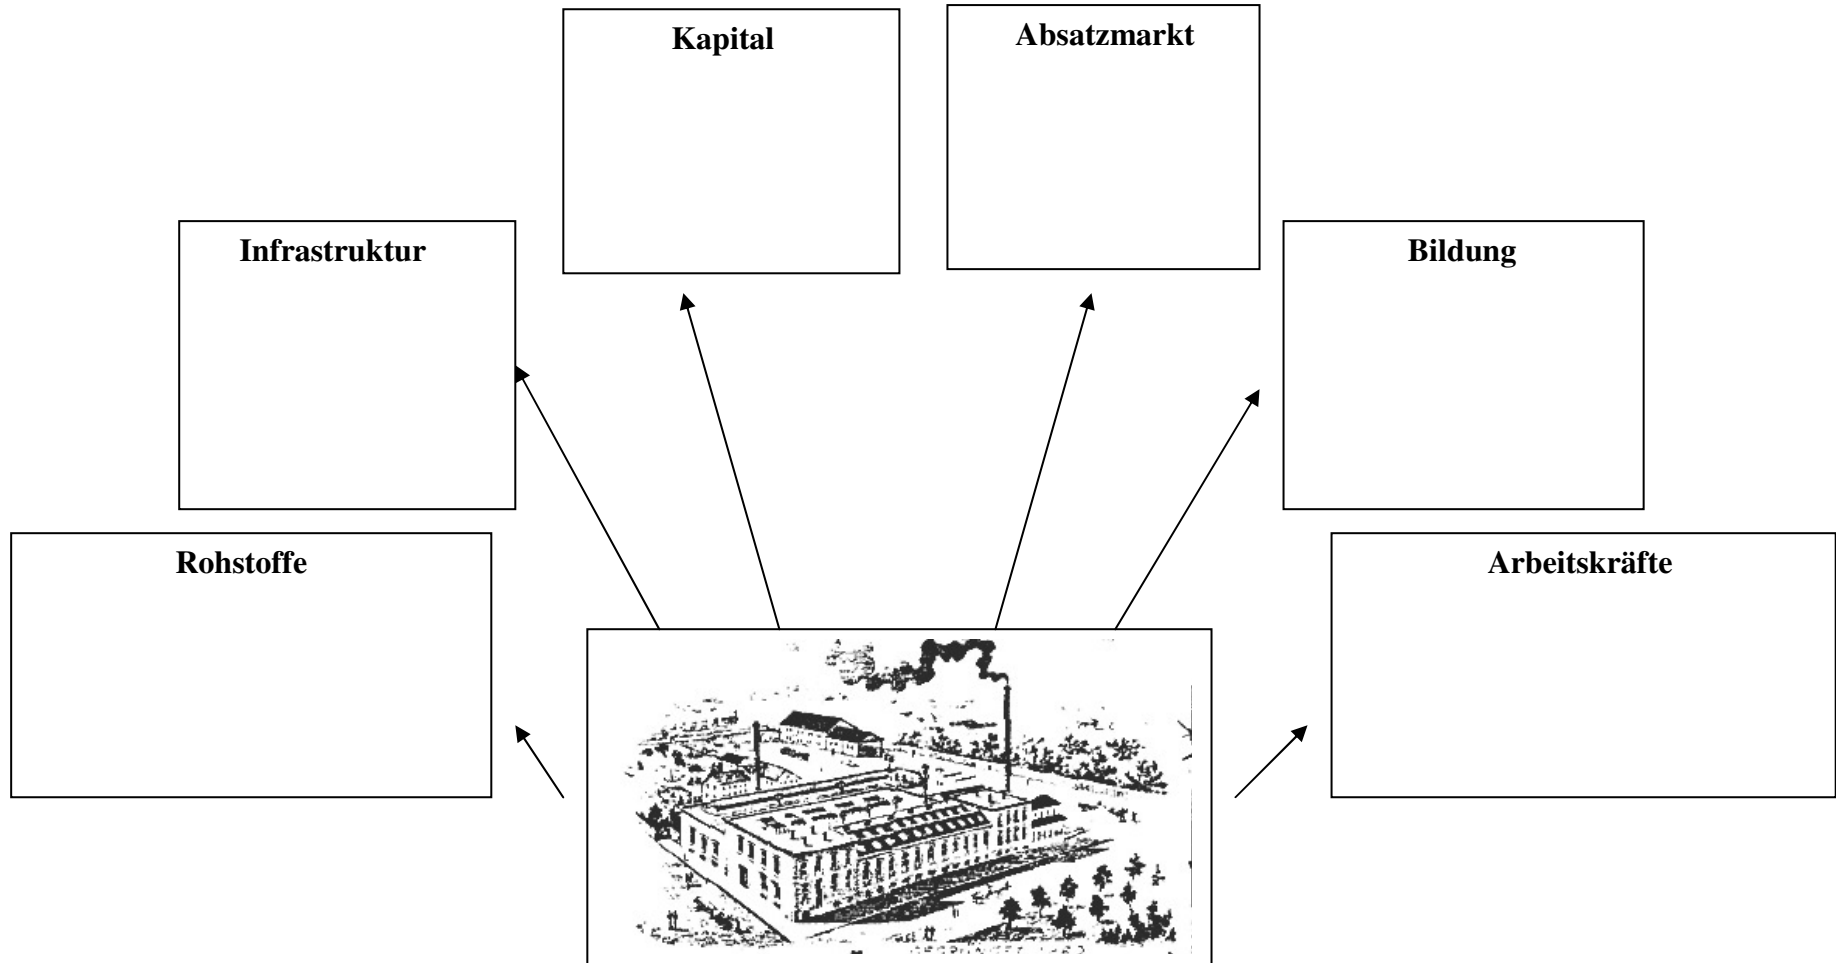 Kapital
Absatzmarkt
Infrastruktur
Bildung
Rohstoffe
Arbeitskräfte